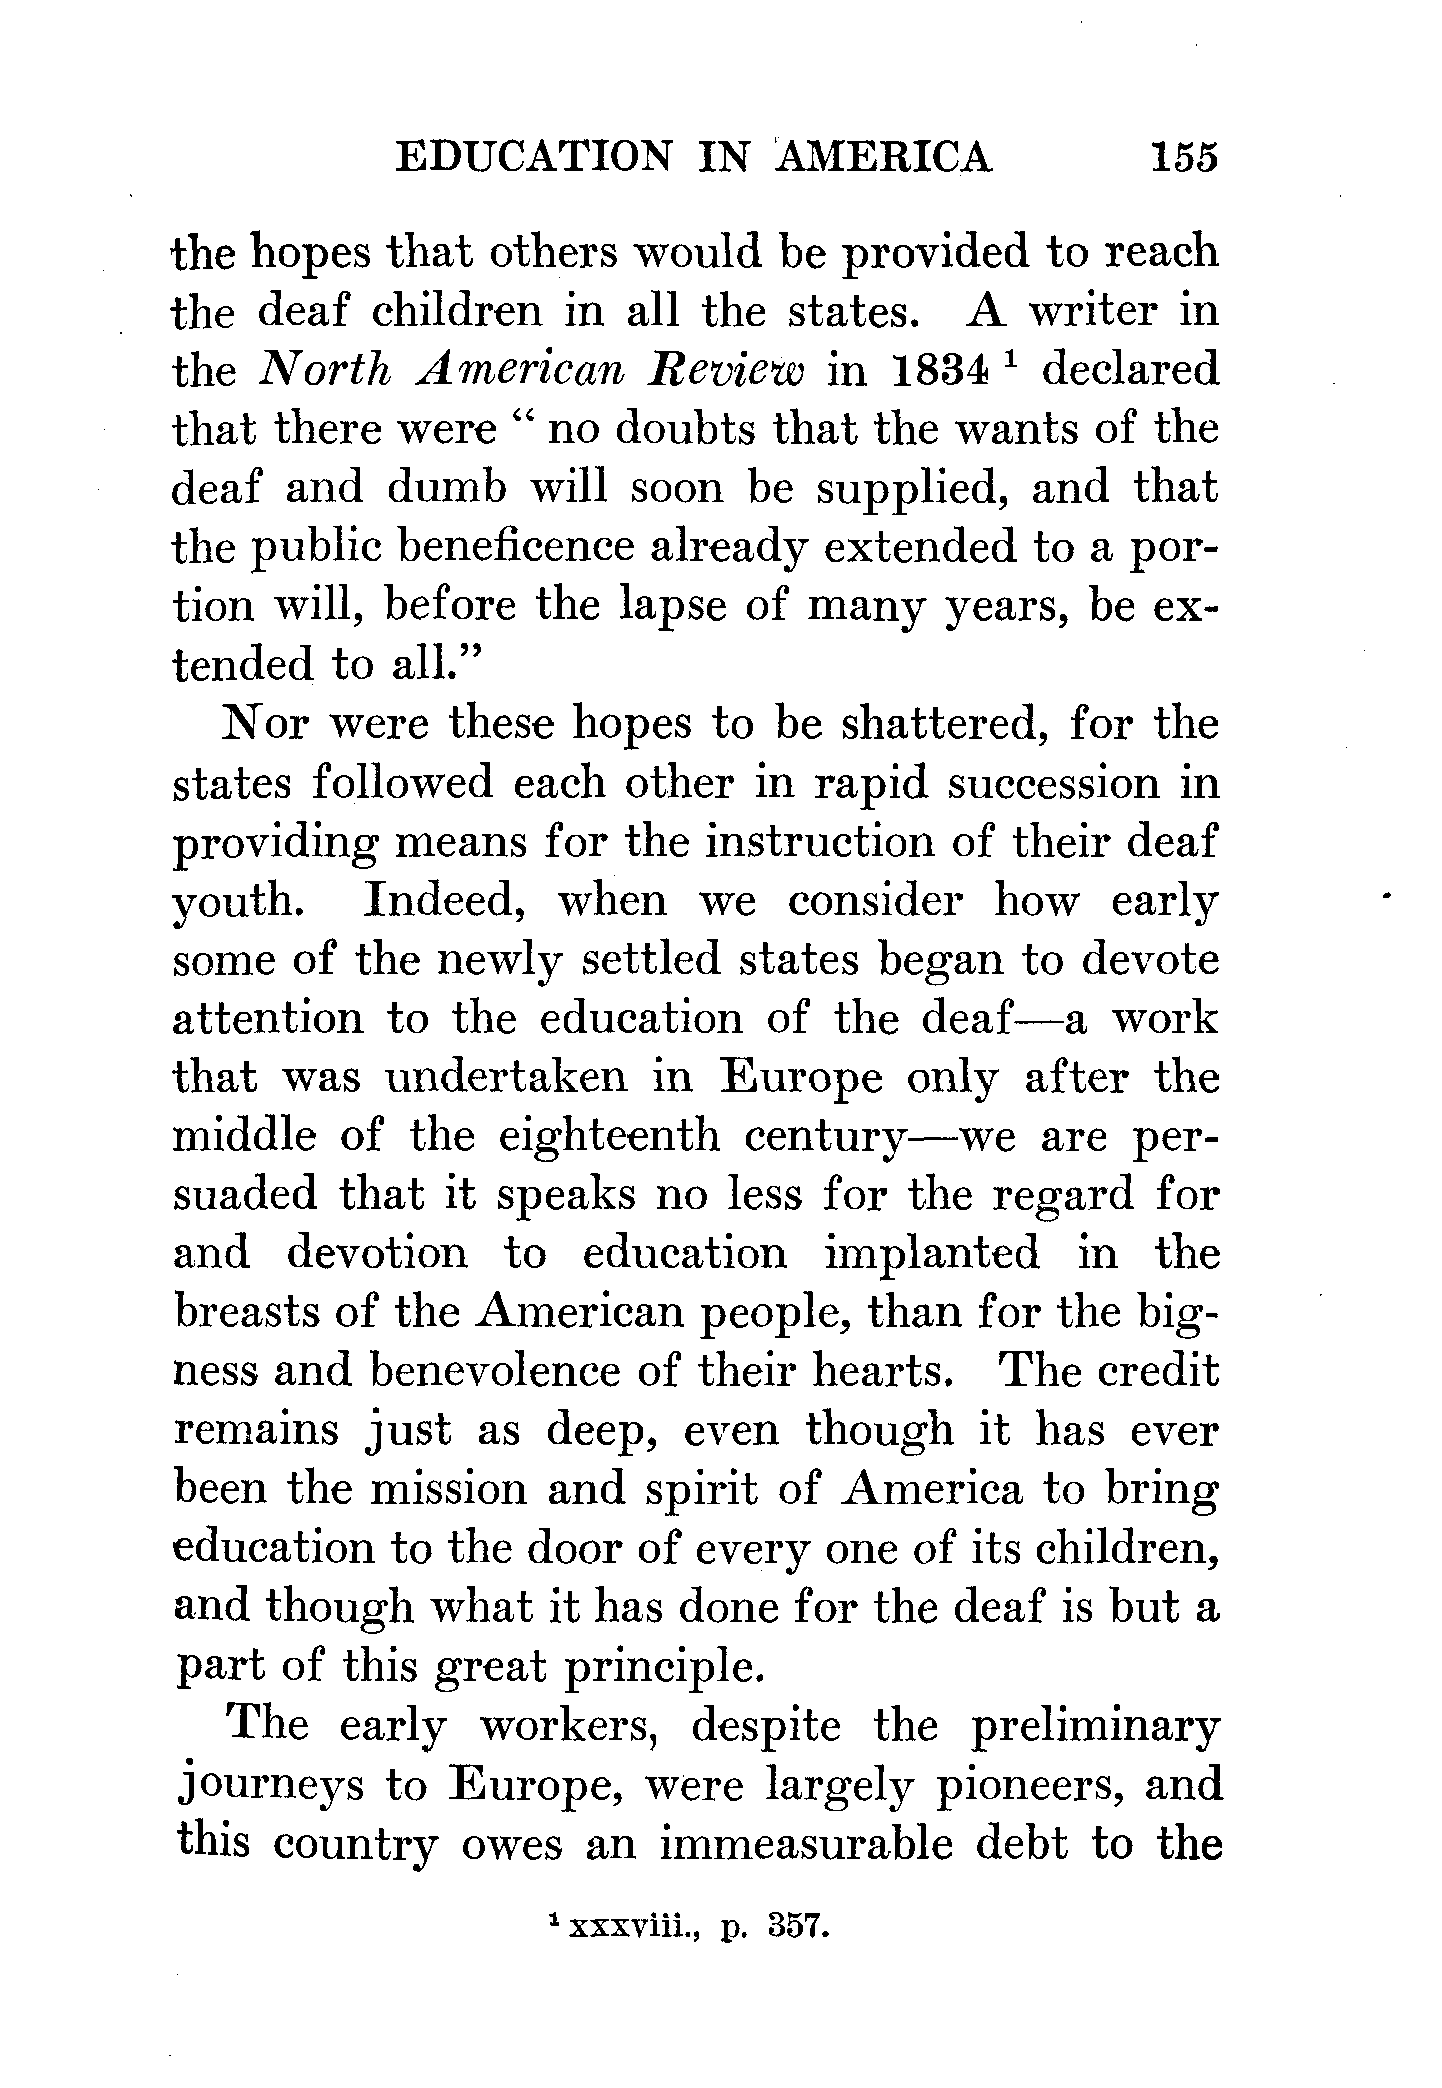 EDUCATION IN AMERICA 155
the hopes that others would be provided to reach
the deaf children in all the states. A writer in
the North American Review in 1834 ¹ declared
that there were “ no doubts that the wants of the
deaf and dumb will soon be supplied, and that
the public beneficence already extended to a por-
tion will, before the lapse of many years, be ex-
tended to all.”
Nor were these hopes to be shattered, for the
states followed each other in rapid succession in
providing means for the instruction of their deaf
youth. Indeed, when we consider how early
some of the newly settled states began to devote
attention to the education of the deaf—a work
that was undertaken in Europe only after the
middle of the eighteenth century—we are per-
suaded that it speaks no less for the regard for
and devotion to education implanted in the
breasts of the American people, than for the big-
ness and benevolence of their hearts. The credit
remains just as deep, even though it has ever
been the mission and spirit of America to bring
education to the door of every one of its children,
and though what it has done for the deaf is but a
part of this great principle.
The early workers, despite the preliminary
journeys to Europe, were largely pioneers, and
this country owes an immeasurable debt to the
¹ xxxviii., p. 357.